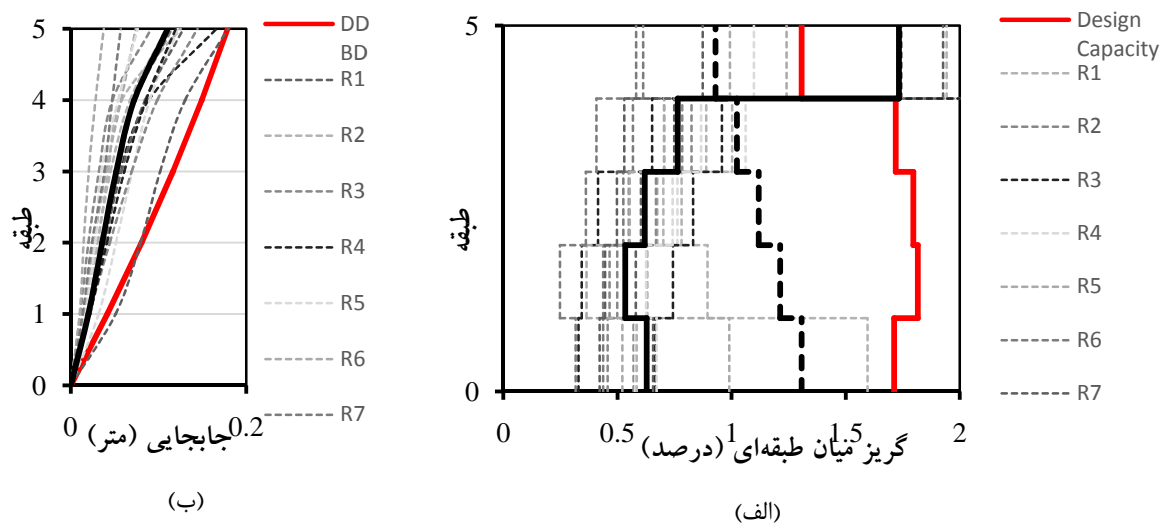 5
4
3
2
1
0
طبقه
0
0.2
جابجایی (متر)
(ب)
DD
BD
R1
R2
R3
R4
R5
R6
R7
5
0
طبقه
0
0.5
1
1.5
2
گریز میان طبقه‌ای (درصد)
(الف)
Design
Capacity
R1
R2
R3
R4
R5
R6
R7